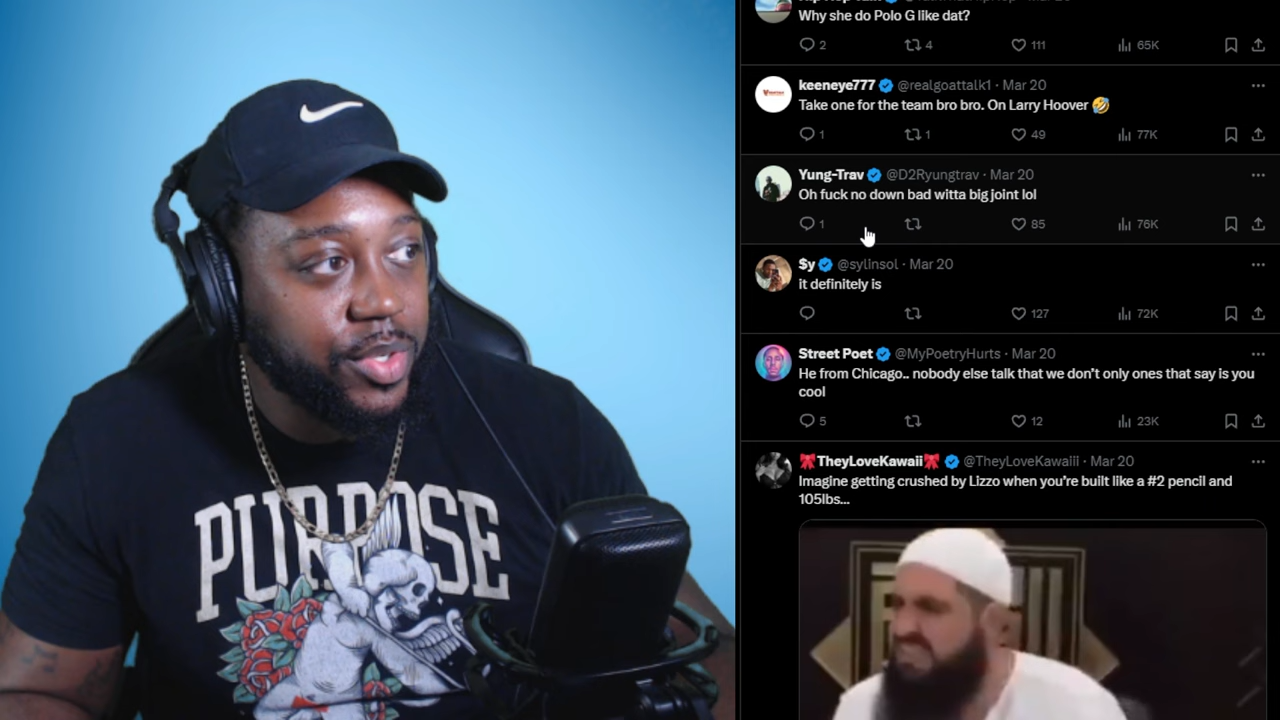 Why she do Polo G like dat?
2 4 111 65K
keeneye777 @realgoattalk1 · Mar 20
Take one for the team bro bro. On Larry Hoover 🤣
1 1 49 77K
Yung-Trav @D2Ryungtrav · Mar 20
Oh fuck no down bad witta big joint lol
1 85 76K
$y @sylinsol · Mar 20
it definitely is
127 72K
Street Poet @MyPoetryHurts · Mar 20
He from Chicago.. nobody else talk that we don’t only ones that say is you
cool
5 12 23K
🎀TheyLoveKawaii🎀 @TheyLoveKawaiii · Mar 20
Imagine getting crushed by Lizzo when you’re built like a #2 pencil and
105lbs...
PURPOSE